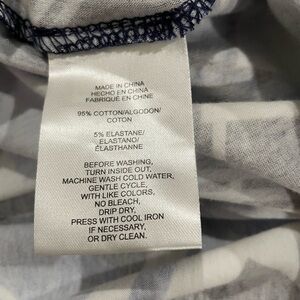 MADE IN CHINA
HECHO EN CHINA
FABRIQUÉ EN CHINE
95% COTTON/ALGODON/
COTON
5% ELASTANE/
ELASTANO/
ÉLASTHANNE
BEFORE WASHING,
TURN INSIDE OUT,
MACHINE WASH COLD WATER,
GENTLE CYCLE,
WITH LIKE COLORS,
NO BLEACH,
DRIP DRY,
PRESS WITH COOL IRON
IF NECESSARY,
OR DRY CLEAN.